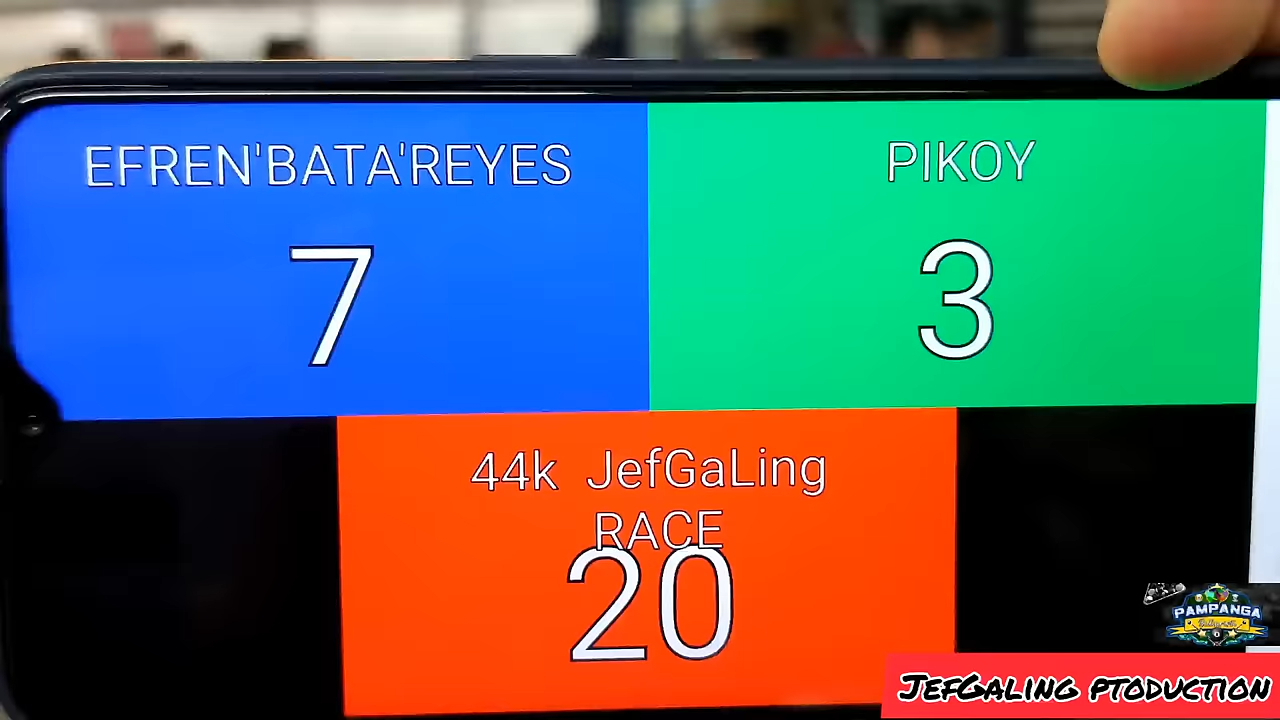 EFREN'BATA'REYES
PIKOY
7
3
44k JefGaLing
RACE
20
PAMPANGA
JefGaling ptoduction